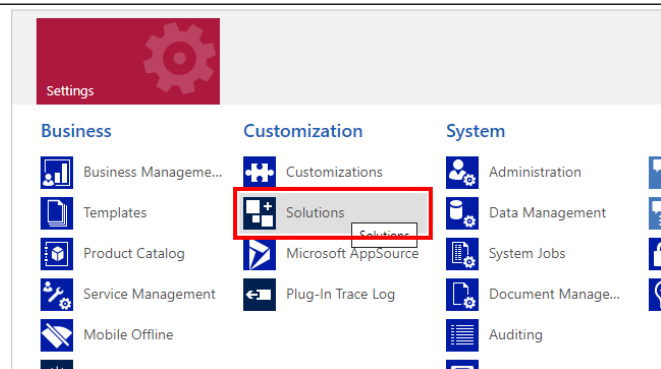 Settings
Business
Business Manageme...
Templates
Product Catalog
Service Management
Mobile Offline
Customization
Customizations
Solutions
Solutions
Microsoft AppSource
Plug-In Trace Log
System
Administration
Data Management
System Jobs
Document Manage...
Auditing